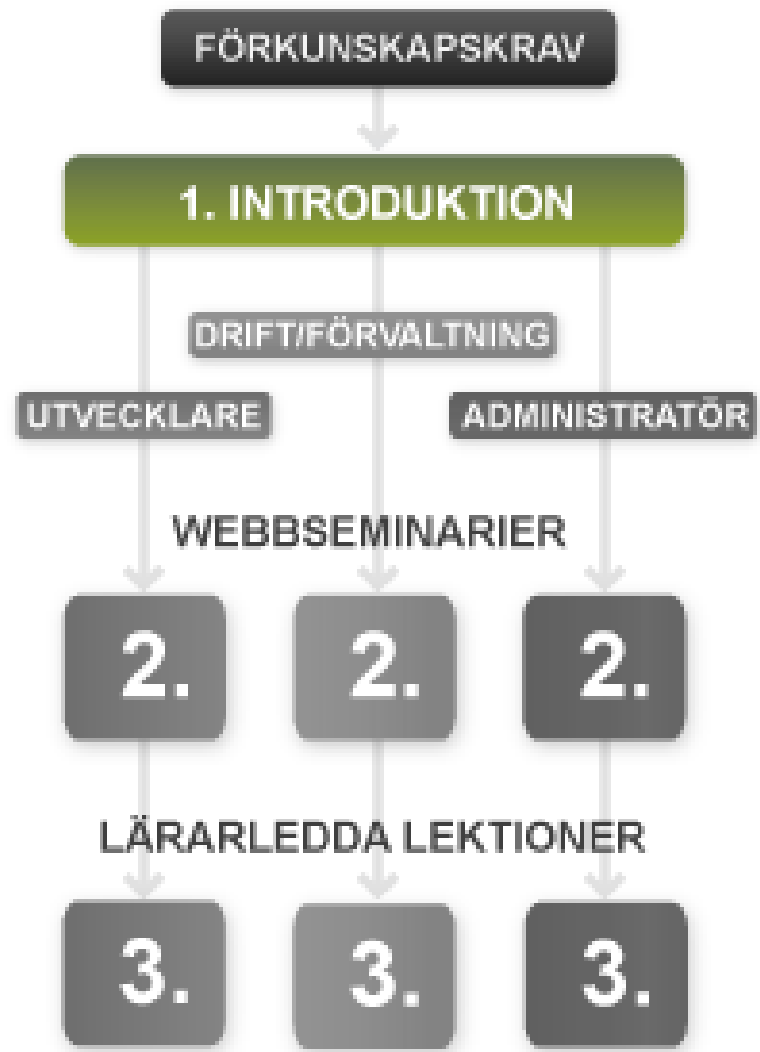 FÖRKUNSKAPSKRAV
1. INTRODUKTION
DRIFT/FÖRVALTNING
UTVECKLARE
ADMINISTRATÖR
WEBBSEMINARIER
2.
2.
2.
LÄRARLEDDA LEKTIONER
3.
3.
3.